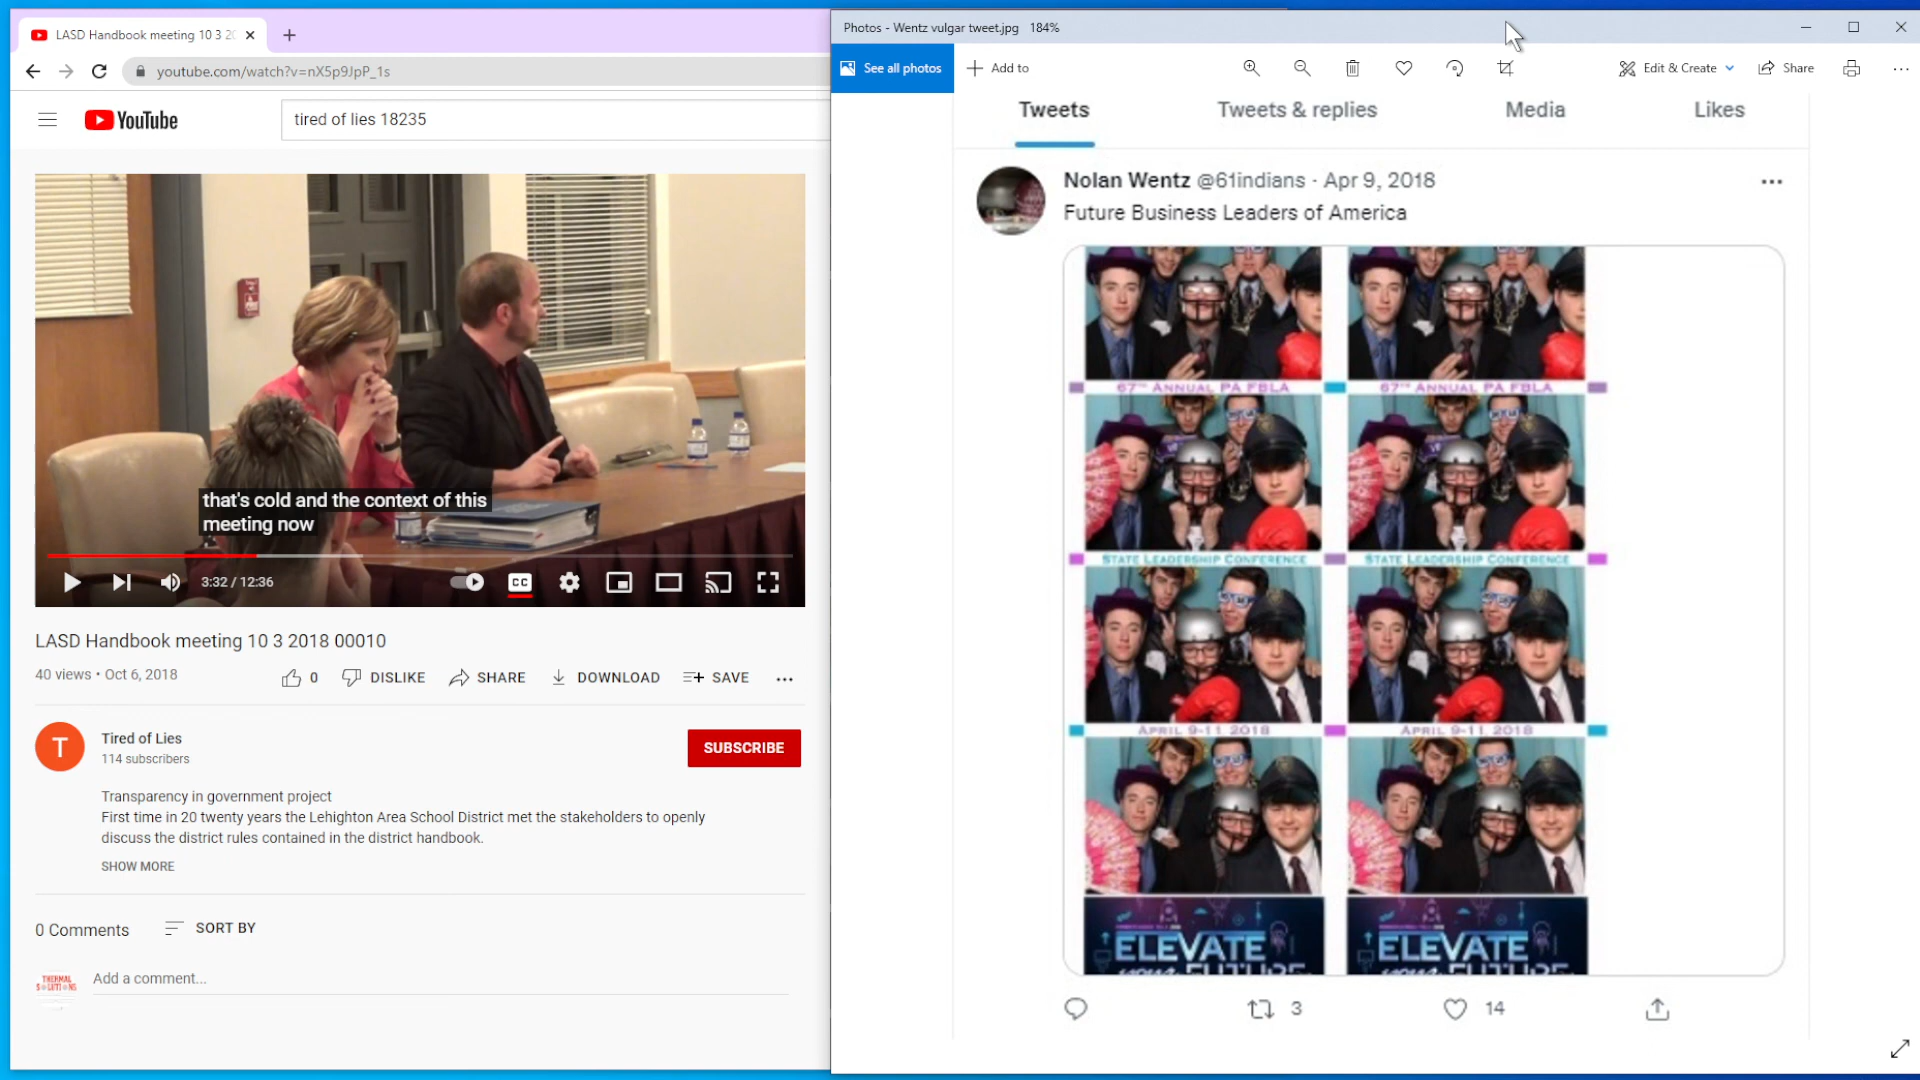 LASD Handbook meeting 10 3 20
youtube.com/watch?v=nX5p9JpP_1s
YouTube
tired of lies 18235
that's cold and the context of this
meeting now
3:32 / 12:36
CC
LASD Handbook meeting 10 3 2018 00010
40 views • Oct 6, 2018
0
DISLIKE
SHARE
DOWNLOAD
SAVE
T
Tired of Lies
114 subscribers
SUBSCRIBE
Transparency in government project
First time in 20 twenty years the Lehighton Area School District met the stakeholders to openly
discuss the district rules contained in the district handbook.
SHOW MORE
0 Comments
SORT BY
THERMAL
SOLUTIONS
Add a comment...
Photos - Wentz vulgar tweet.jpg 184%
See all photos
Add to
Edit & Create
Share
Tweets
Tweets & replies
Media
Likes
Nolan Wentz @61indians · Apr 9, 2018
Future Business Leaders of America
67TH ANNUAL PA FBLA
67TH ANNUAL PA FBLA
STATE LEADERSHIP CONFERENCE
STATE LEADERSHIP CONFERENCE
APRIL 9-11 2018
APRIL 9-11 2018
ELEVATE
your FUTURE
ELEVATE
your FUTURE
3
14